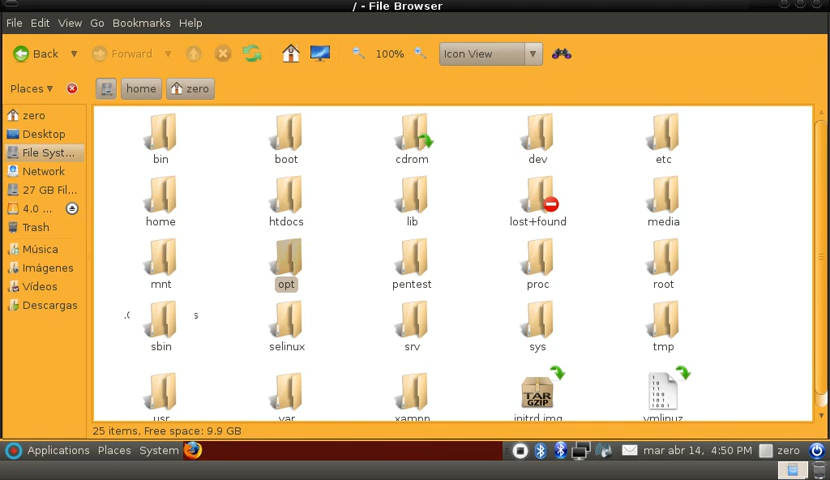 / - File Browser
File Edit View Go Bookmarks Help
Back Forward 100% Icon View
Places home zero
zero
Desktop
File Syst...
Network
27 GB Fil...
4.0 ...
Trash
Música
Imágenes
Vídeos
Descargas
bin boot cdrom dev etc
home htdocs lib lost+found media
mnt opt pentest proc root
sbin selinux srv sys tmp
TAR
GZIP
usr var xampp initrd.img vmlinuz
25 items, Free space: 9.9 GB
Applications Places System mar abr 14, 4:50 PM zero